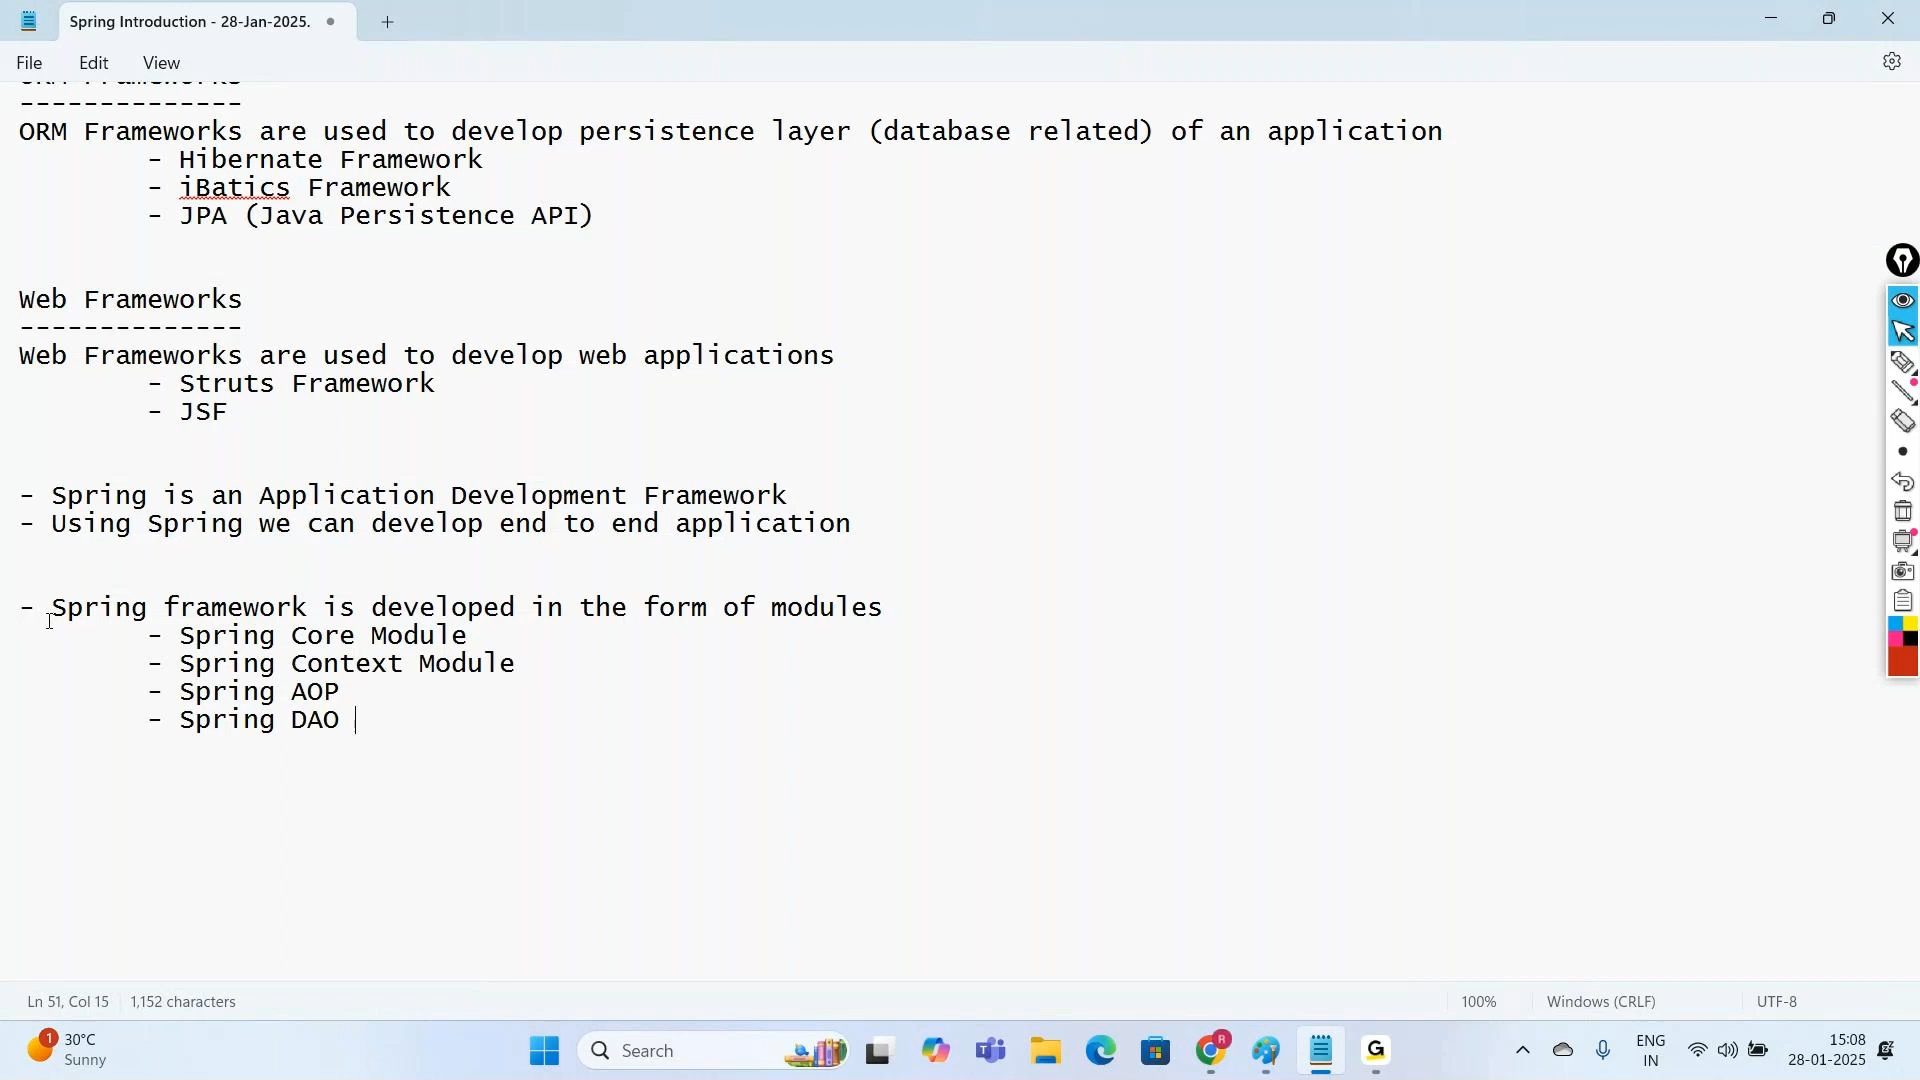 Spring Introduction - 28-Jan-2025.
File Edit View
--------------
ORM Frameworks are used to develop persistence layer (database related) of an application
- Hibernate Framework
- iBatics Framework
- JPA (Java Persistence API)
Web Frameworks
--------------
Web Frameworks are used to develop web applications
- Struts Framework
- JSF
- Spring is an Application Development Framework
- Using Spring we can develop end to end application
- Spring framework is developed in the form of modules
- Spring Core Module
- Spring Context Module
- Spring AOP
- Spring DAO
Ln 51, Col 15 1,152 characters 100% Windows (CRLF) UTF-8
1 30°C
Sunny
Search
R
G
ENG
IN
15:08
28-01-2025